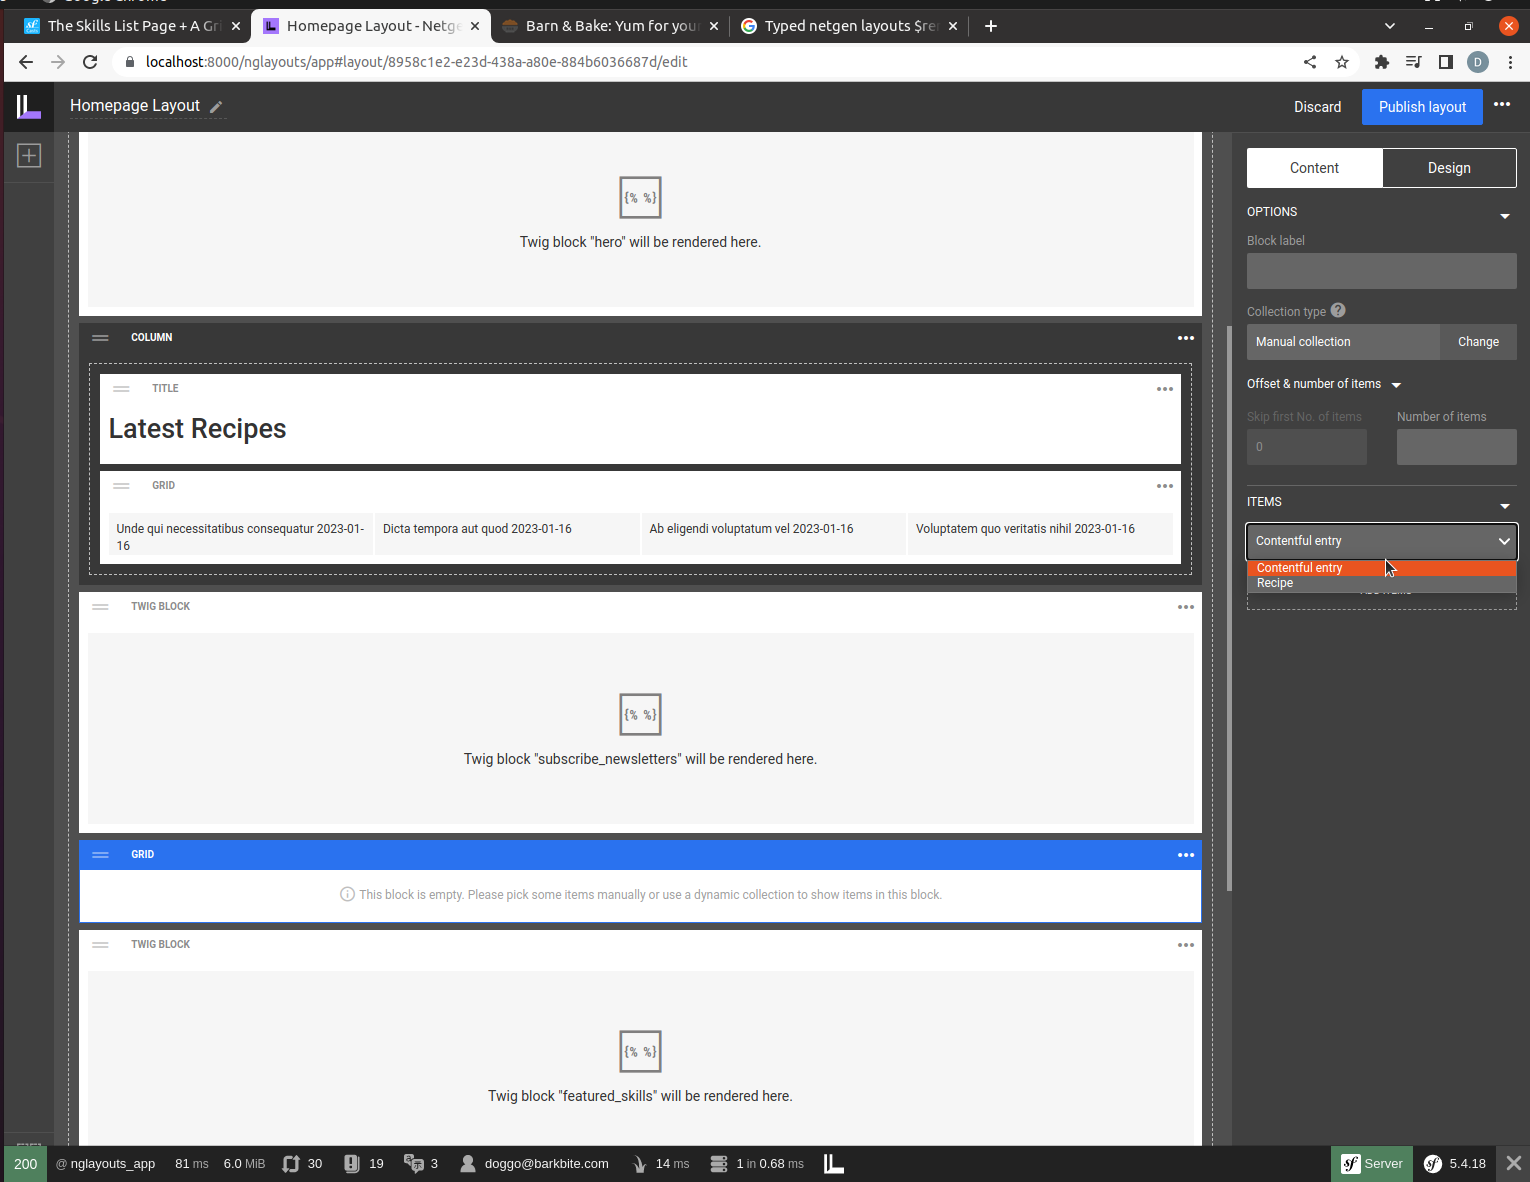 The Skills List Page + A Gri
Homepage Layout - Netge
Barn & Bake: Yum for your
Typed netgen layouts $re
localhost:8000/nglayouts/app#layout/8958c1e2-e23d-438a-a80e-884b6036687d/edit
D
Homepage Layout
Discard
Publish layout
Content
Design
{% %}
Twig block "hero" will be rendered here.
OPTIONS
Block label
Collection type ?
Manual collection
Change
Offset & number of items
Skip first No. of items
Number of items
0
ITEMS
Contentful entry
Contentful entry
Recipe
COLUMN
TITLE
Latest Recipes
GRID
Unde qui necessitatibus consequatur 2023-01-
16
Dicta tempora aut quod 2023-01-16
Ab eligendi voluptatum vel 2023-01-16
Voluptatem quo veritatis nihil 2023-01-16
TWIG BLOCK
{% %}
Twig block "subscribe_newsletters" will be rendered here.
GRID
This block is empty. Please pick some items manually or use a dynamic collection to show items in this block.
TWIG BLOCK
{% %}
Twig block "featured_skills" will be rendered here.
200
@ nglayouts_app
81 ms
6.0 MiB
30
19
3
doggo@barkbite.com
14 ms
1 in 0.68 ms
sf Server
sf 5.4.18